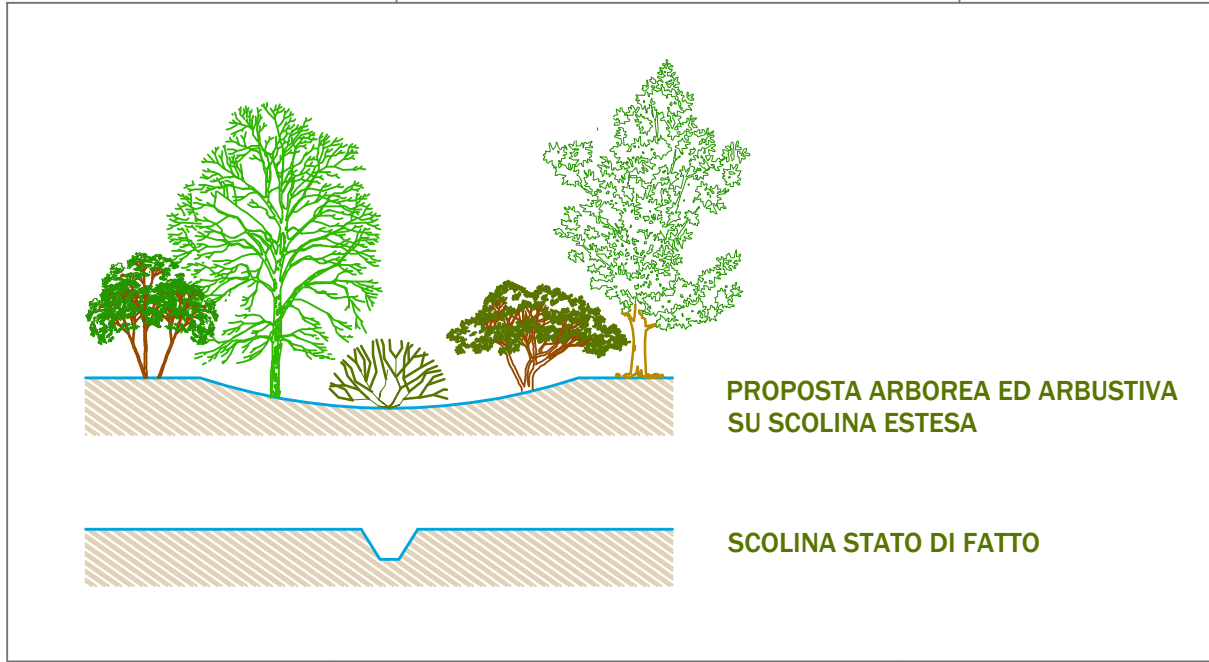 PROPOSTA ARBOREA ED ARBUSTIVA
SU SCOLINA ESTESA
SCOLINA STATO DI FATTO